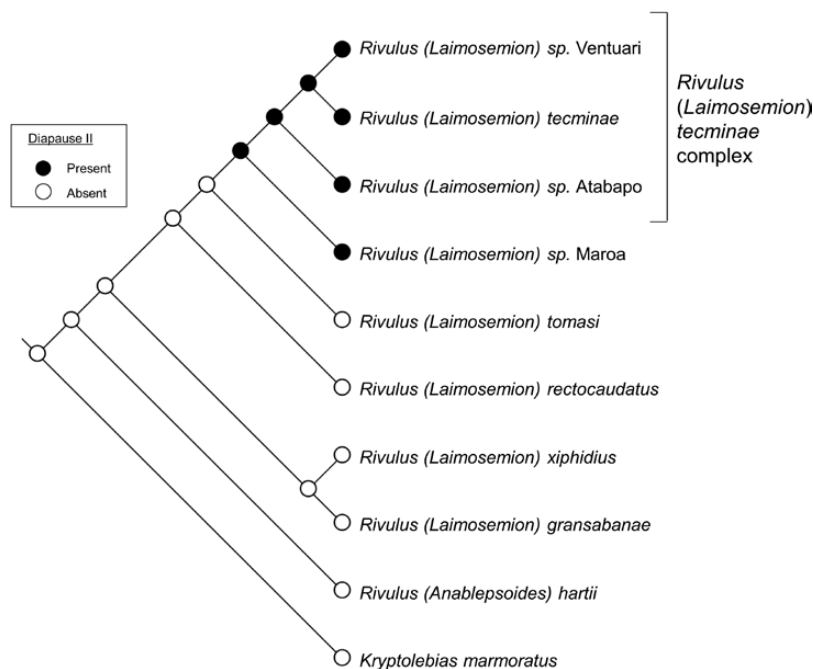 Rivulus (Laimosemion) sp. Ventuari
Rivulus (Laimosemion) tecminae
Rivulus (Laimosemion) sp. Atabapo
Rivulus (Laimosemion) sp. Maroa
Rivulus (Laimosemion) tomasi
Rivulus (Laimosemion) rectocaudatus
Rivulus (Laimosemion) xiphidius
Rivulus (Laimosemion) gransabanae
Rivulus (Anablepsoides) hartii
Kryptolebias marmoratus
Rivulus
(Laimosemion)
tecminae
complex
Diapause II
Present
Absent